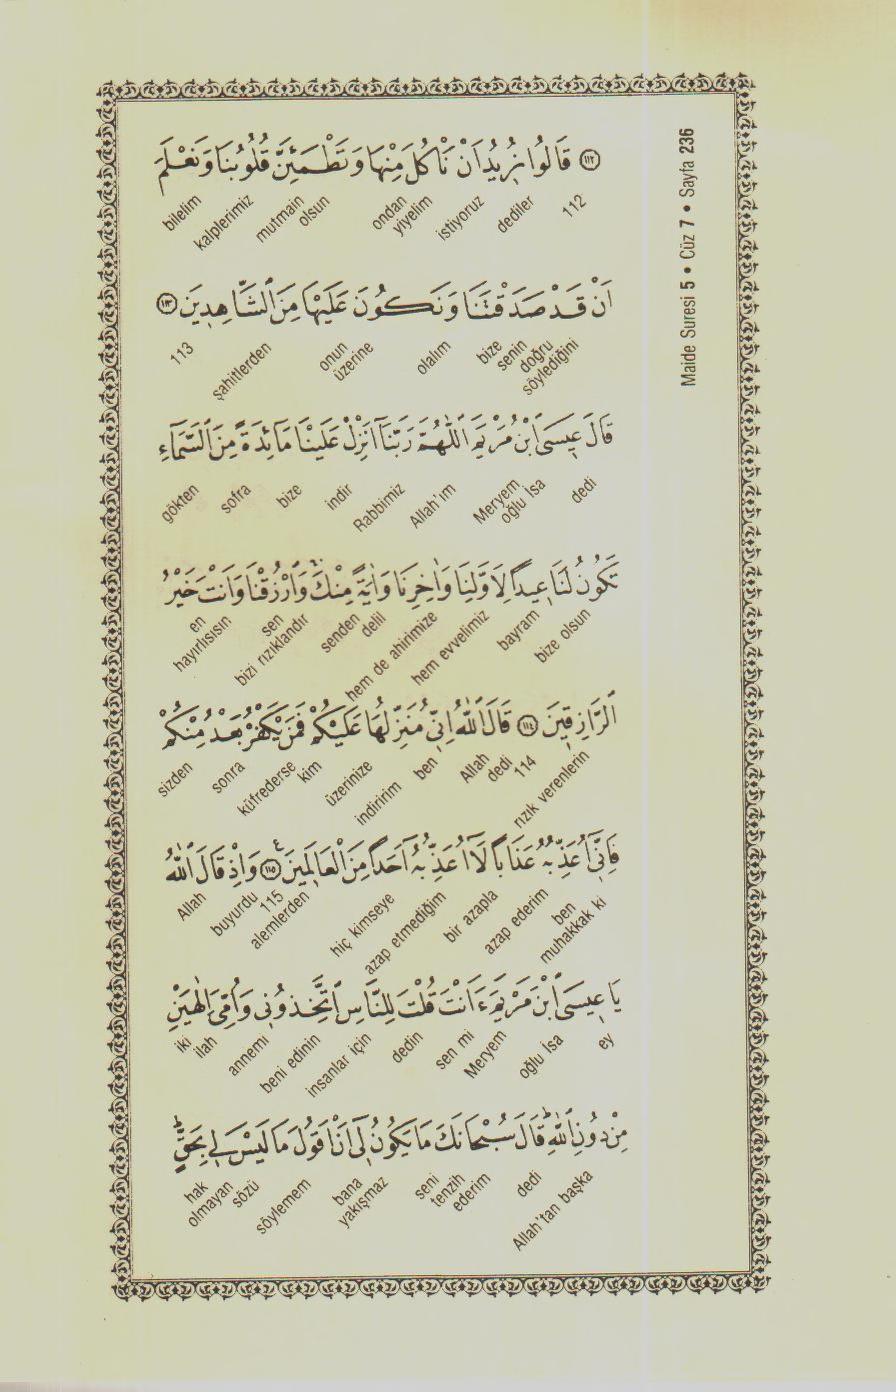 Maide Suresi 5 • Cüz 7 • Sayfa 236
﴿١١٢﴾ قَالُوا نُرِيدُ اَنْ نَاْكُلَ مِنْهَا وَتَطْمَئِنَّ قُلُوبُنَا وَنَعْلَمَ
112 dediler istiyoruz ondan yiyelim mutmain olsun kalplerimiz bilelim
اَنْ قَدْ صَدَقْتَنَا وَنَكُونَ عَلَيْهَا مِنَ الشَّاهِدِينَ ﴿١١٣﴾
bize senin doğru söylediğini olalım onun üzerine şahitlerden 113
قَالَ عِيسَى ابْنُ مَرْيَمَ اللّٰهُمَّ رَبَّنَا اَنْزِلْ عَلَيْنَا مَائِدَةً مِنَ السَّمَاءِ
dedi Meryem oğlu İsa Allah'ım Rabbimiz indir bize sofra gökten
تَكُونُ لَنَا عِيداً لِاَوَّلِنَا وَاٰخِرِنَا وَاٰيَةً مِنْكَ وَارْزُقْنَا وَاَنْتَ خَيْرُ
bize olsun bayram hem evvelimiz hem de ahirimize delil senden sen bizi rızıklandır en hayırlısısın
الرَّازِقِينَ ﴿١١٤﴾ قَالَ اللّٰهُ اِنِّي مُنَزِّلُهَا عَلَيْكُمْ فَمَنْ يَكْفُرْ بَعْدُ مِنْكُمْ
rızık verenlerin 114 dedi Allah ben indiririm üzerinize kim küfrederse sonra sizden
فَاِنِّي اُعَذِّبُهُ عَذَاباً لَا اُعَذِّبُهُ اَحَداً مِنَ الْعَالَمِينَ ﴿١١٥﴾ وَاِذْ قَالَ اللّٰهُ
muhakkak ki ben azap ederim bir azapla azap etmediğim hiç kimseye alemlerden 115 buyurdu Allah
يَا عِيسَى ابْنَ مَرْيَمَ ءَاَنْتَ قُلْتَ لِلنَّاسِ اتَّخِذُونِي وَاُمِّيَ اِلٰهَيْنِ
ey oğlu İsa Meryem sen mi dedin insanlar için beni edinin annemi ilah iki
مِنْ دُونِ اللّٰهِ قَالَ سُبْحَانَكَ مَا يَكُونُ لِي اَنْ اَقُولَ مَا لَيْسَ لِي بِحَقٍّ
Allah'tan başka dedi seni tenzih ederim bana yakışmaz söylemem sözü hak olmayan